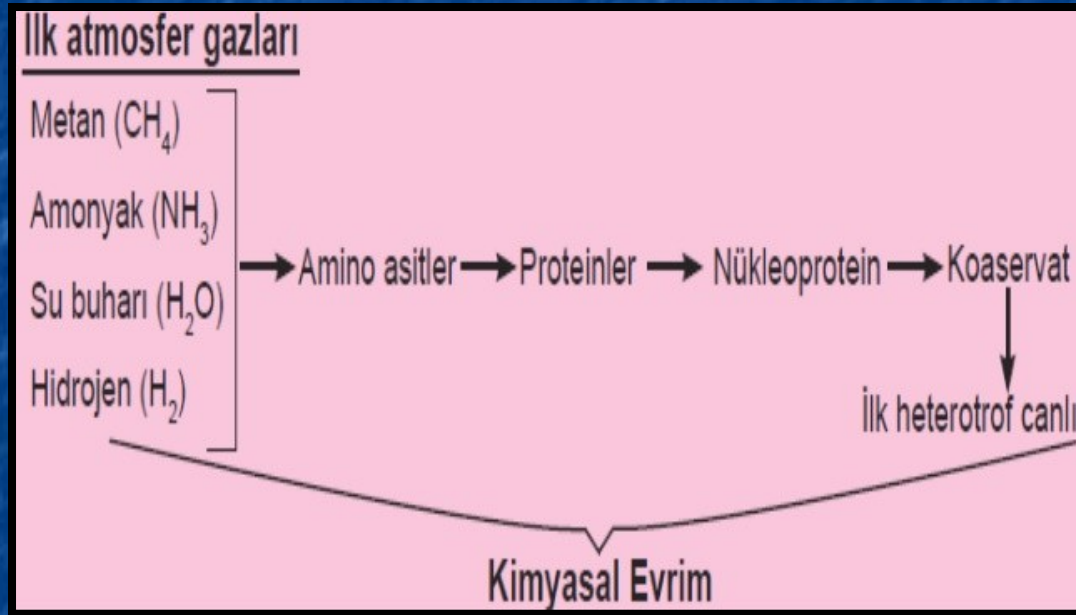 İlk atmosfer gazları
Metan (CH₄)
Amonyak (NH₃)
Su buharı (H₂O)
Hidrojen (H₂)
Amino asitler
Proteinler
Nükleoprotein
Koaservat
İlk heterotrof canlı
Kimyasal Evrim